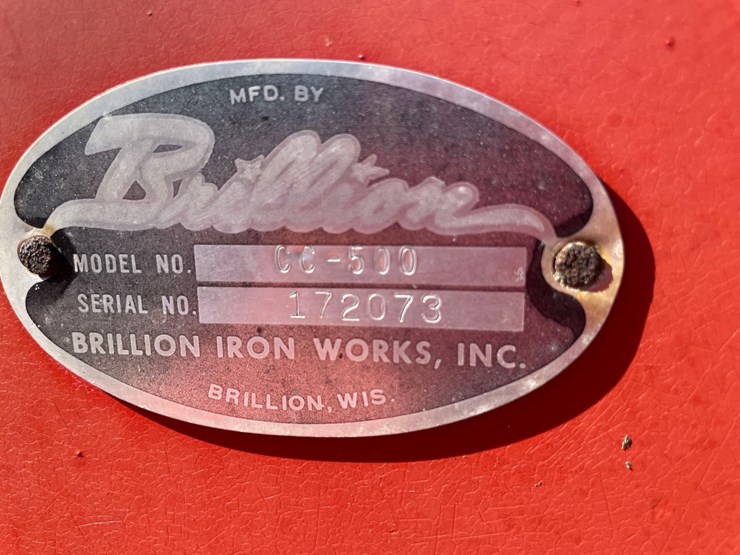 MFD. BY
Brillion
MODEL NO. CC-500
SERIAL NO. 172073
BRILLION IRON WORKS, INC.
BRILLION, WIS.